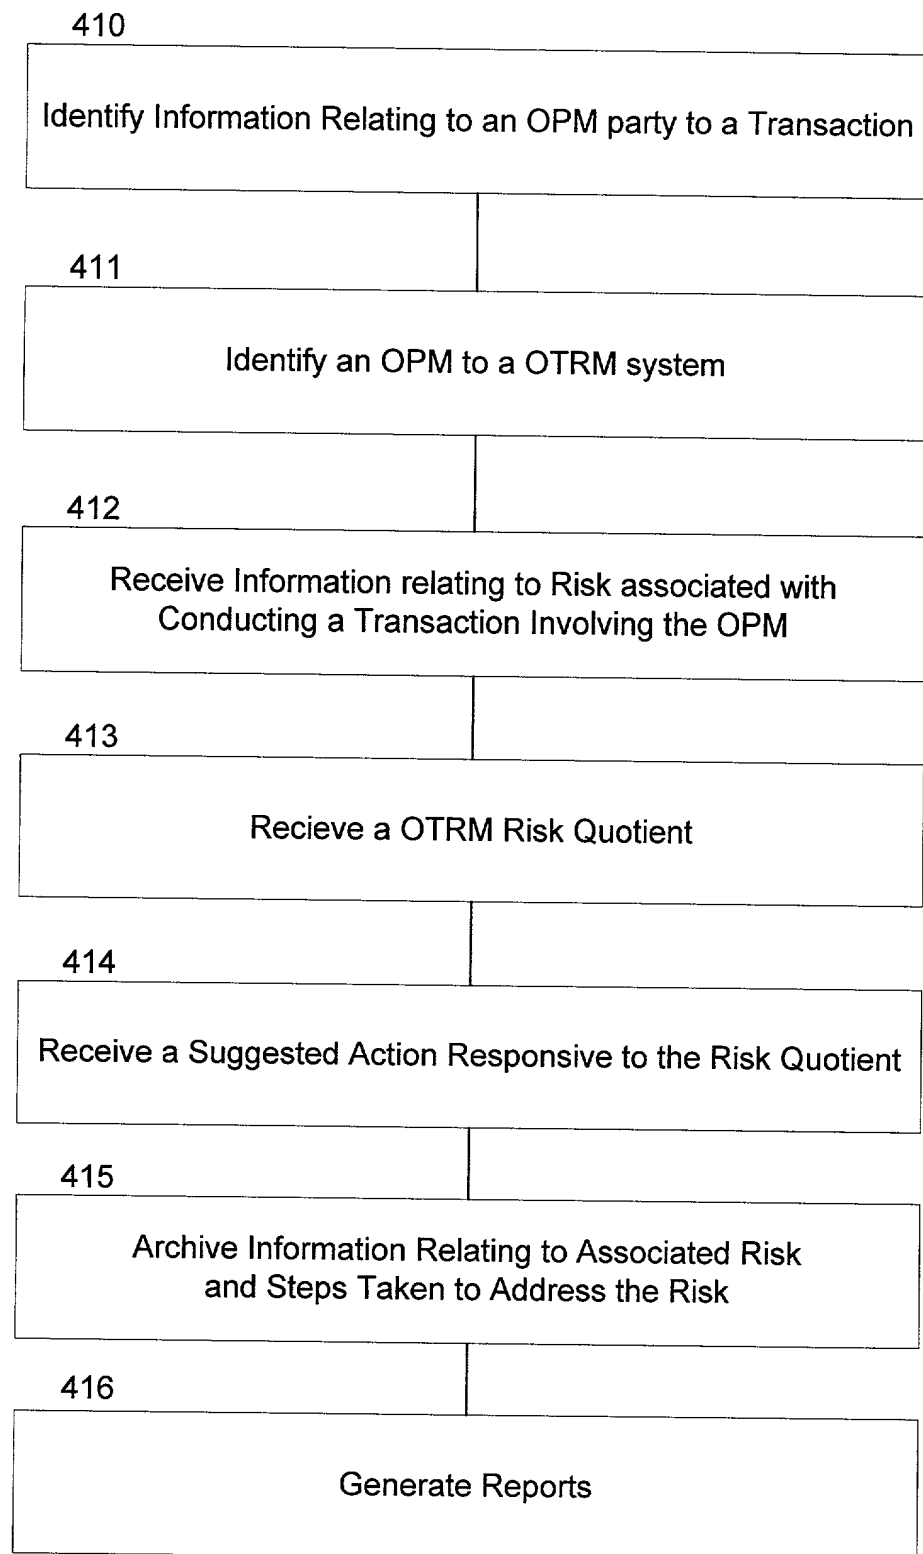 410
Identify Information Relating to an OPM party to a Transaction
411
Identify an OPM to a OTRM system
412
Receive Information relating to Risk associated with
Conducting a Transaction Involving the OPM
413
Recieve a OTRM Risk Quotient
414
Receive a Suggested Action Responsive to the Risk Quotient
415
Archive Information Relating to Associated Risk
and Steps Taken to Address the Risk
416
Generate Reports